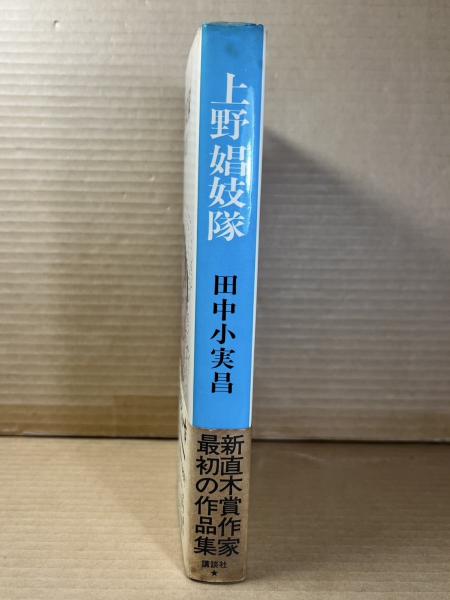 上野娼妓隊
田中小実昌
新直木賞作家
最初の作品集
講談社
★